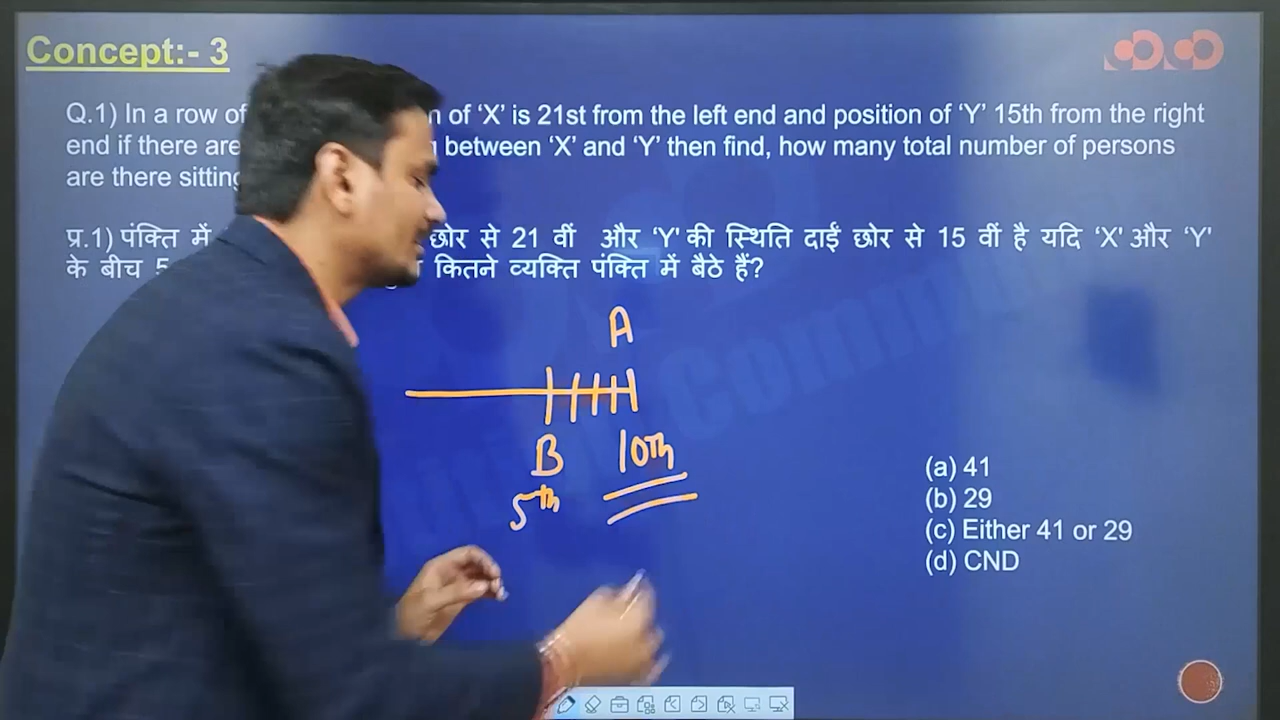 Concept:- 3
Q.1) In a row of n of ‘X’ is 21st from the left end and position of ‘Y’ 15th from the right
end if there are between ‘X’ and ‘Y’ then find, how many total number of persons
are there sitting
प्र.1) पंक्ति में छोर से 21 वीं और ‘Y’ की स्थिति दाईं छोर से 15 वीं है यदि ‘X’ और ‘Y’
के बीच 5 कितने व्यक्ति पंक्ति में बैठे हैं?
A
B 10th
5th
(a) 41
(b) 29
(c) Either 41 or 29
(d) CND